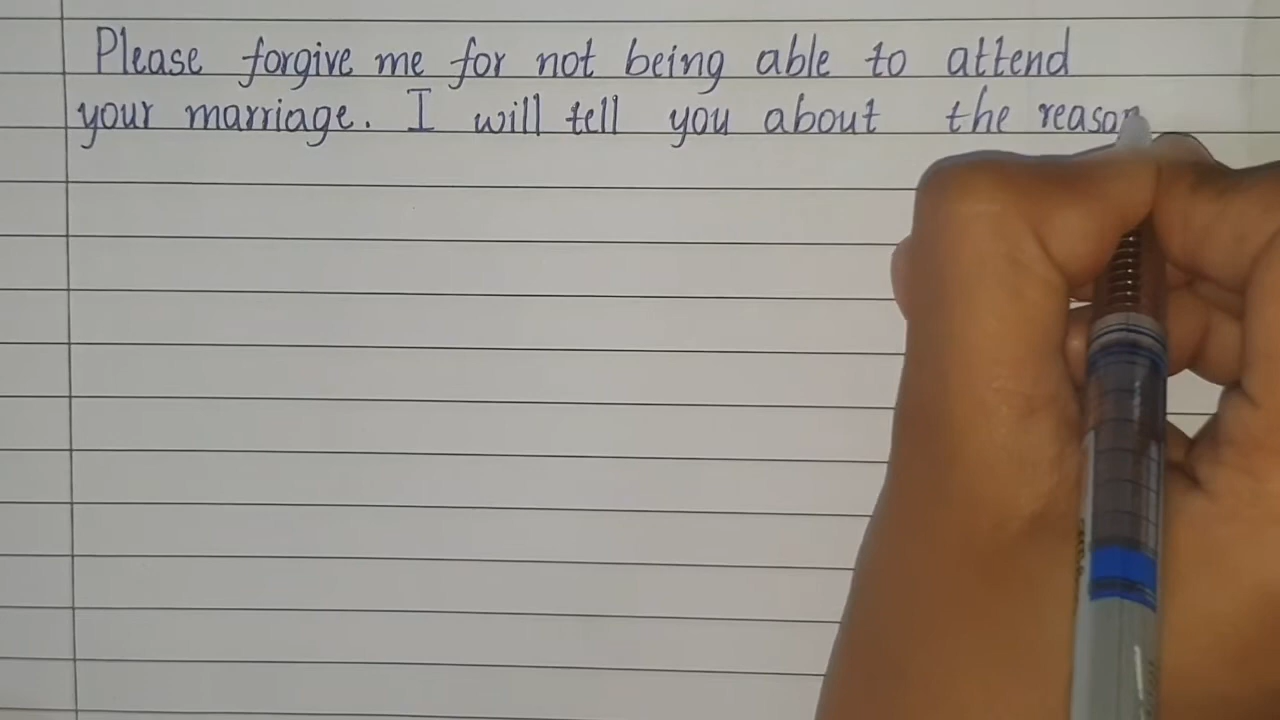 Please forgive me for not being able to attend
your marriage. I will tell you about the reason